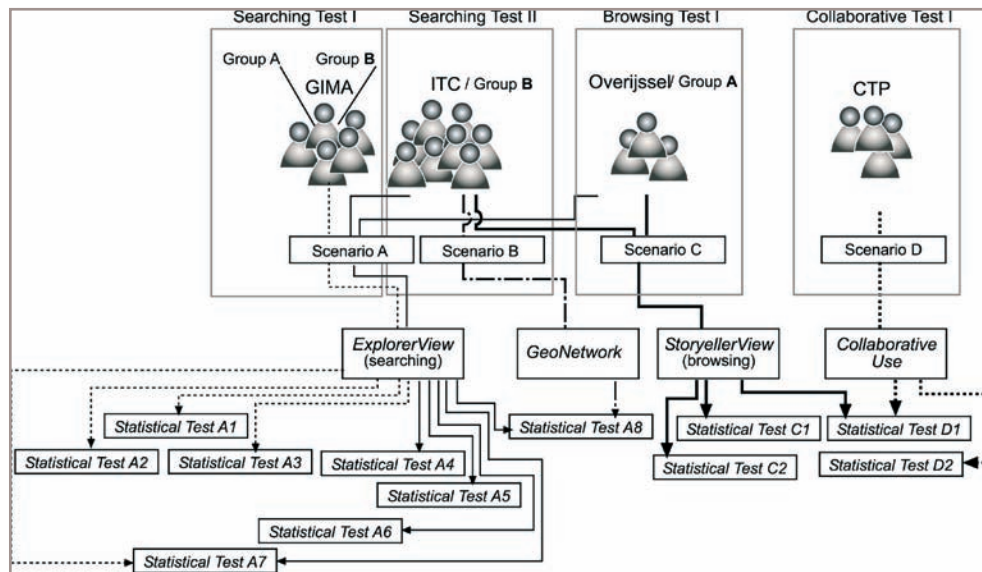 Searching Test I
Searching Test II
Browsing Test I
Collaborative Test I
Group A
Group B
GIMA
ITC / Group B
Overijssel/ Group A
CTP
Scenario A
Scenario B
Scenario C
Scenario D
ExplorerView
(searching)
GeoNetwork
StoryellerView
(browsing)
Collaborative
Use
Statistical Test A1
Statistical Test A8
Statistical Test C1
Statistical Test D1
Statistical Test A2
Statistical Test A3
Statistical Test A4
Statistical Test C2
Statistical Test D2
Statistical Test A5
Statistical Test A6
Statistical Test A7